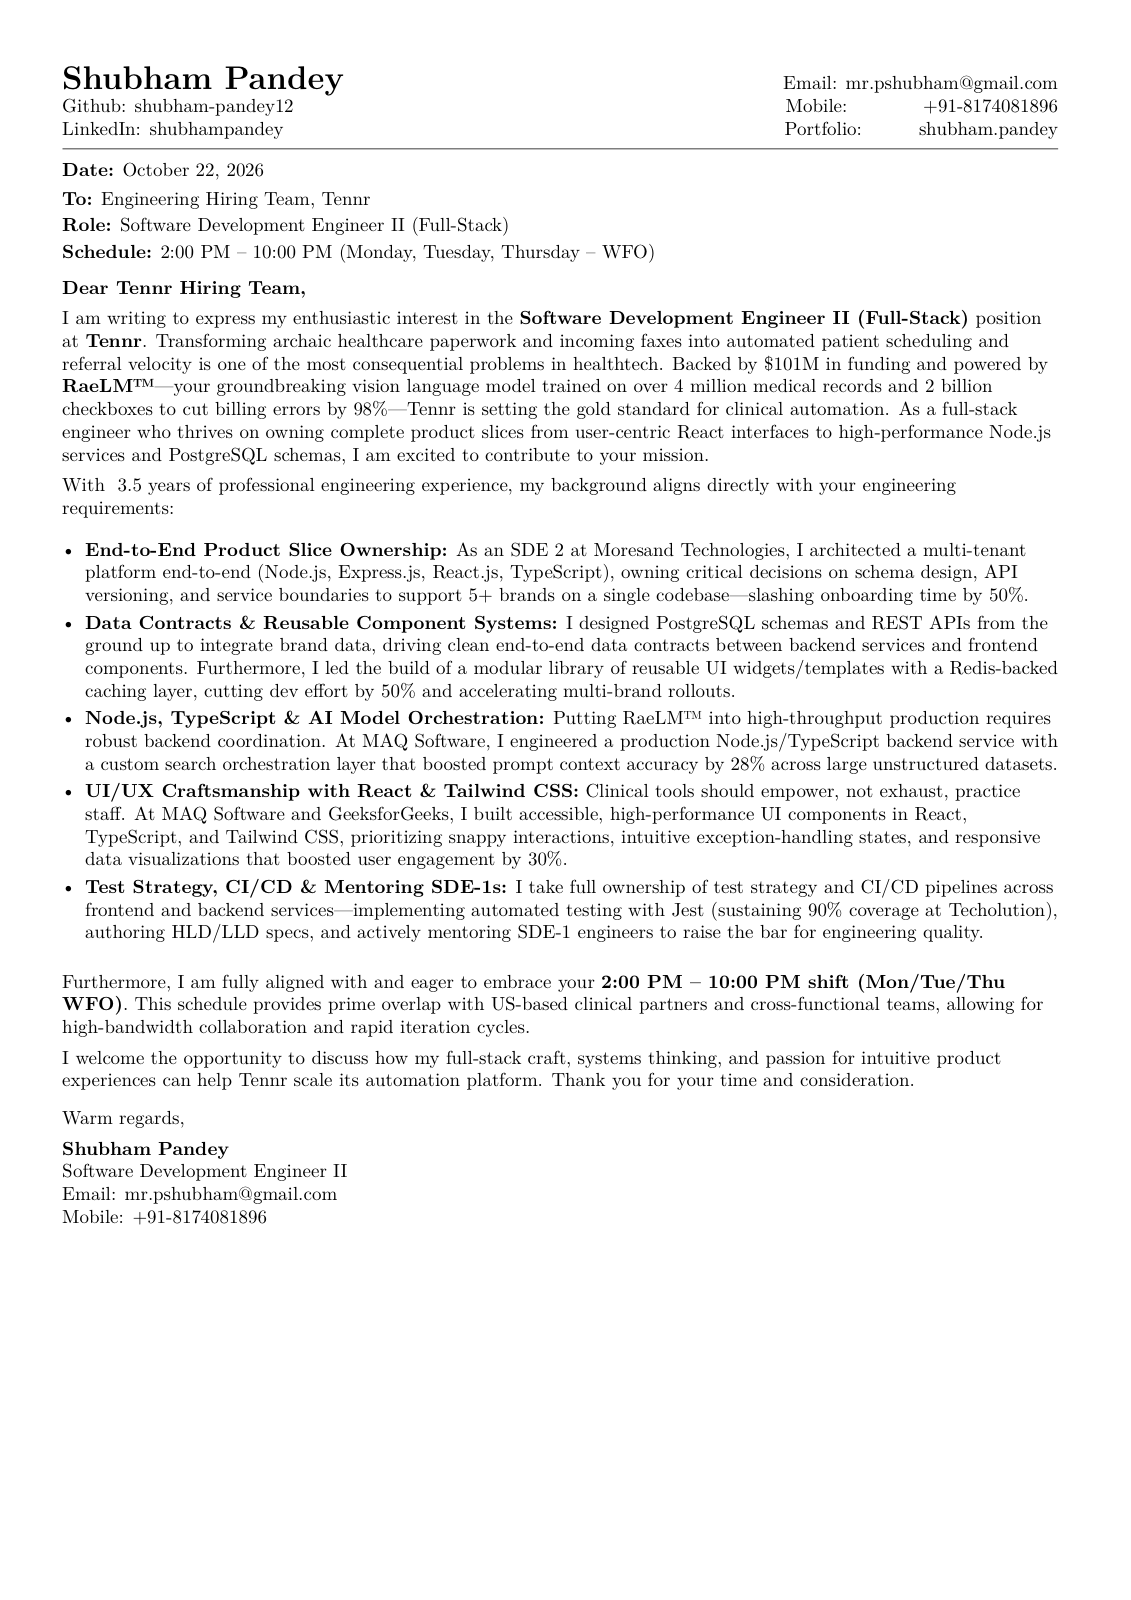 Shubham Pandey
Email: mr.pshubham@gmail.com
Github: shubham-pandey12
Mobile: +91-8174081896
LinkedIn: shubhampandey
Portfolio: shubham.pandey
Date: October 22, 2026
To: Engineering Hiring Team, Tennr
Role: Software Development Engineer II (Full-Stack)
Schedule: 2:00 PM – 10:00 PM (Monday, Tuesday, Thursday – WFO)
Dear Tennr Hiring Team,
I am writing to express my enthusiastic interest in the Software Development Engineer II (Full-Stack) position
at Tennr. Transforming archaic healthcare paperwork and incoming faxes into automated patient scheduling and
referral velocity is one of the most consequential problems in healthtech. Backed by $101M in funding and powered by
RaeLM™—your groundbreaking vision language model trained on over 4 million medical records and 2 billion
checkboxes to cut billing errors by 98%—Tennr is setting the gold standard for clinical automation. As a full-stack
engineer who thrives on owning complete product slices from user-centric React interfaces to high-performance Node.js
services and PostgreSQL schemas, I am excited to contribute to your mission.
With 3.5 years of professional engineering experience, my background aligns directly with your engineering
requirements:
• End-to-End Product Slice Ownership: As an SDE 2 at Moresand Technologies, I architected a multi-tenant
platform end-to-end (Node.js, Express.js, React.js, TypeScript), owning critical decisions on schema design, API
versioning, and service boundaries to support 5+ brands on a single codebase—slashing onboarding time by 50%.
• Data Contracts & Reusable Component Systems: I designed PostgreSQL schemas and REST APIs from the
ground up to integrate brand data, driving clean end-to-end data contracts between backend services and frontend
components. Furthermore, I led the build of a modular library of reusable UI widgets/templates with a Redis-backed
caching layer, cutting dev effort by 50% and accelerating multi-brand rollouts.
• Node.js, TypeScript & AI Model Orchestration: Putting RaeLM™ into high-throughput production requires
robust backend coordination. At MAQ Software, I engineered a production Node.js/TypeScript backend service with
a custom search orchestration layer that boosted prompt context accuracy by 28% across large unstructured datasets.
• UI/UX Craftsmanship with React & Tailwind CSS: Clinical tools should empower, not exhaust, practice
staff. At MAQ Software and GeeksforGeeks, I built accessible, high-performance UI components in React,
TypeScript, and Tailwind CSS, prioritizing snappy interactions, intuitive exception-handling states, and responsive
data visualizations that boosted user engagement by 30%.
• Test Strategy, CI/CD & Mentoring SDE-1s: I take full ownership of test strategy and CI/CD pipelines across
frontend and backend services—implementing automated testing with Jest (sustaining 90% coverage at Techolution),
authoring HLD/LLD specs, and actively mentoring SDE-1 engineers to raise the bar for engineering quality.
Furthermore, I am fully aligned with and eager to embrace your 2:00 PM – 10:00 PM shift (Mon/Tue/Thu
WFO). This schedule provides prime overlap with US-based clinical partners and cross-functional teams, allowing for
high-bandwidth collaboration and rapid iteration cycles.
I welcome the opportunity to discuss how my full-stack craft, systems thinking, and passion for intuitive product
experiences can help Tennr scale its automation platform. Thank you for your time and consideration.
Warm regards,
Shubham Pandey
Software Development Engineer II
Email: mr.pshubham@gmail.com
Mobile: +91-8174081896